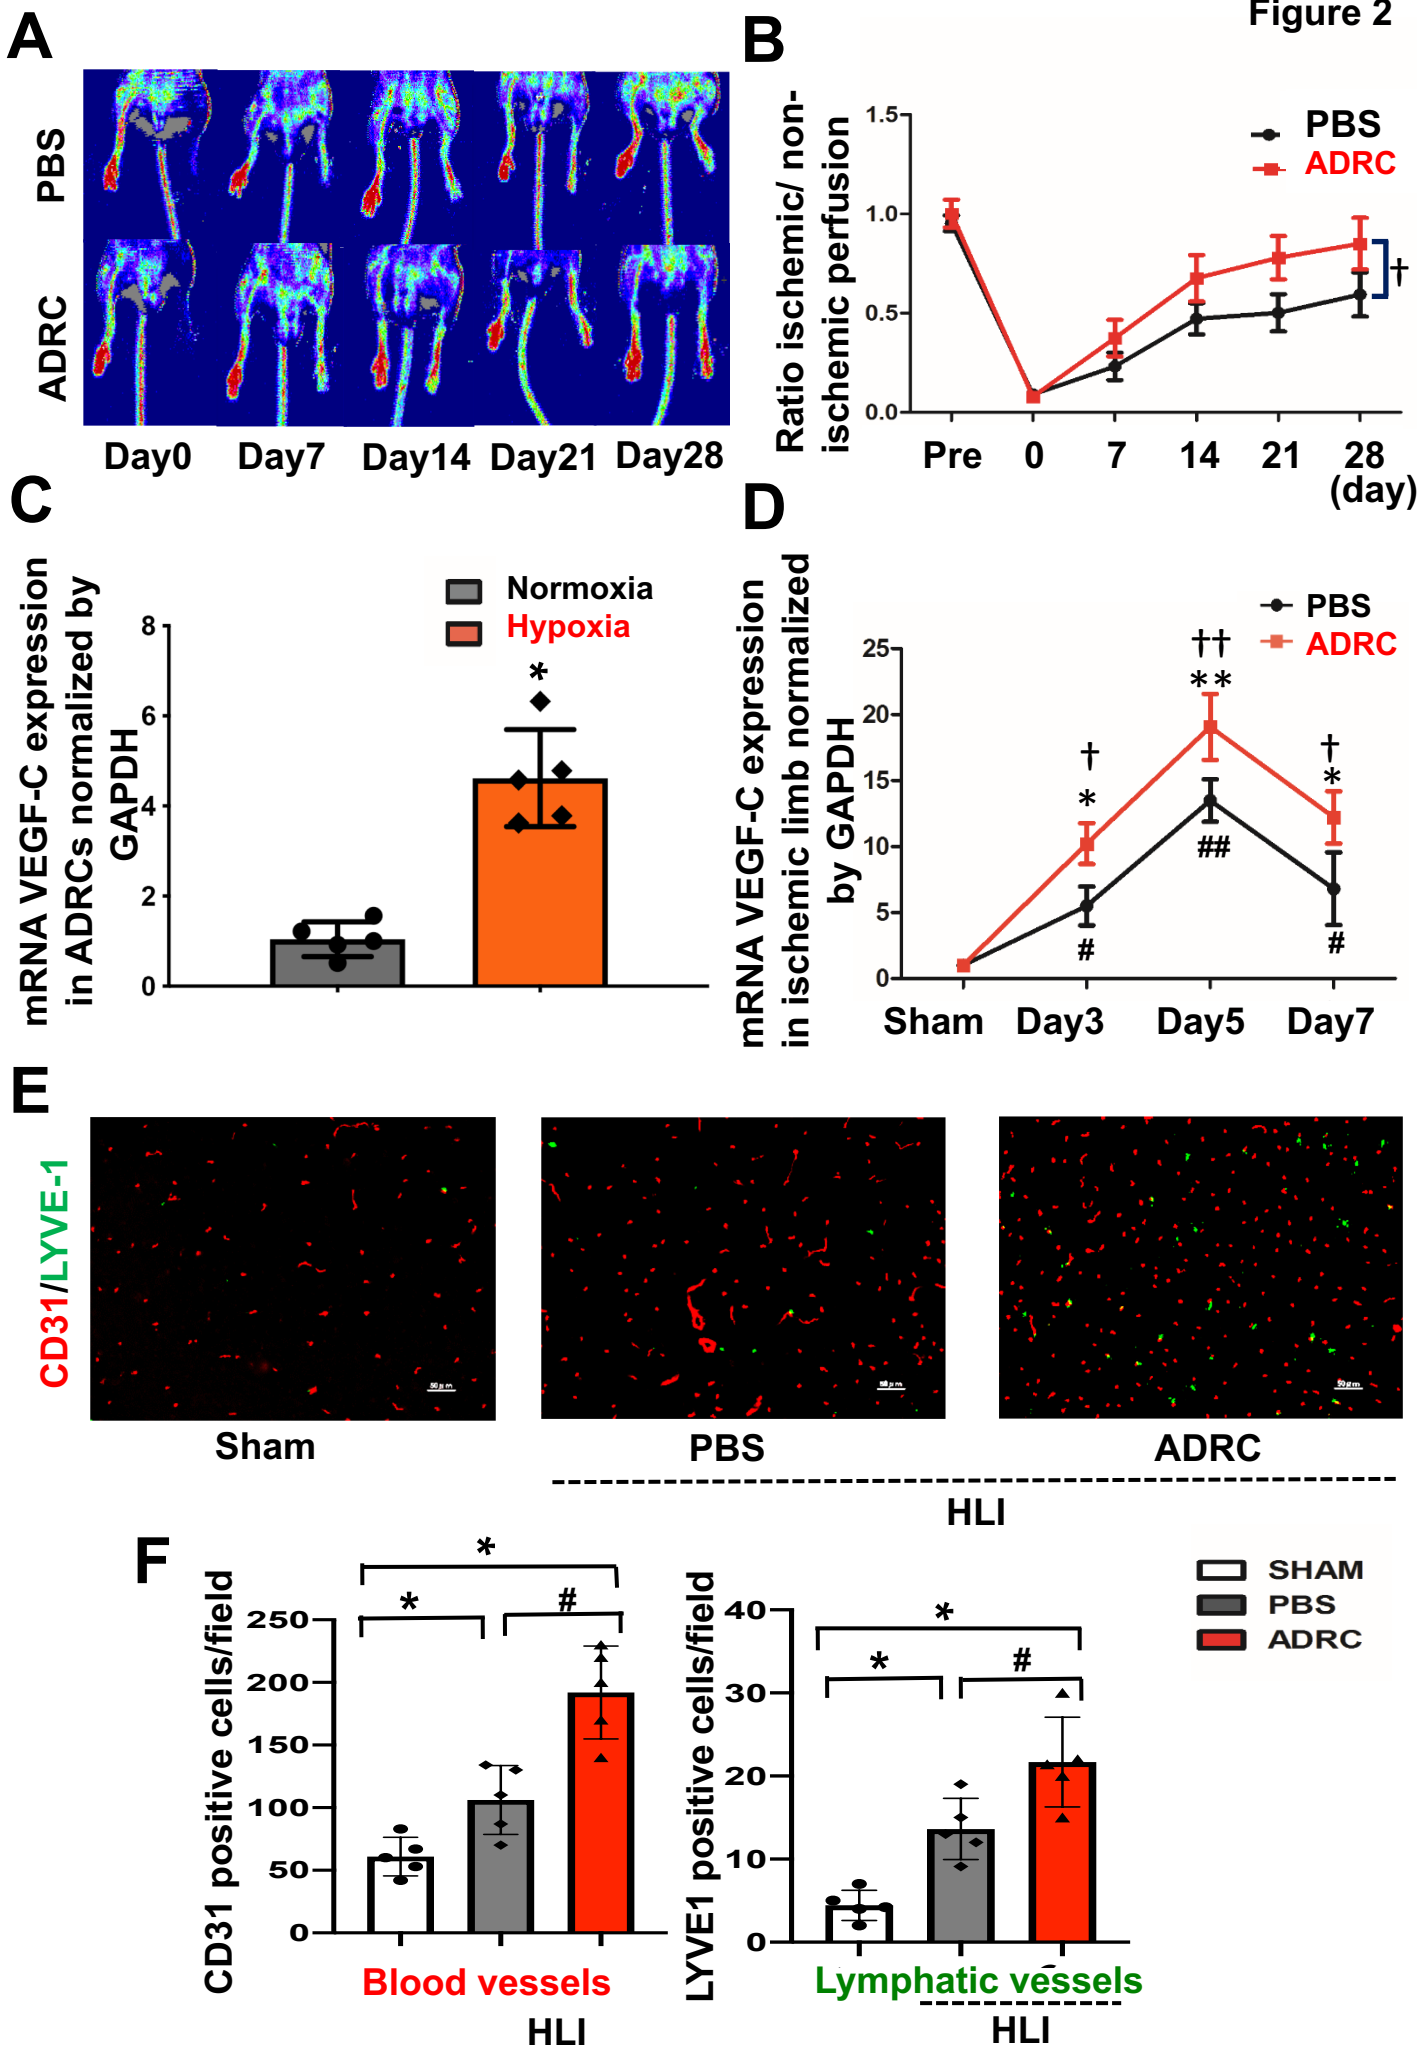 Figure 2
A
PBS
ADRC
Day0 Day7 Day14 Day21 Day28
B
Ratio ischemic/ non-
ischemic perfusion
1.5
1.0
0.5
0.0
PBS
ADRC
†
Pre 0 7 14 21 28
(day)
C
mRNA VEGF-C expression
in ADRCs normalized by
GAPDH
8
6
4
2
0
Normoxia
Hypoxia
*
D
mRNA VEGF-C expression
in ischemic limb normalized
by GAPDH
25
20
15
10
5
0
PBS
ADRC
†
*
#
††
**
##
†
*
#
Sham Day3 Day5 Day7
E
CD31/LYVE-1
50μm
50μm
50μm
Sham
PBS
ADRC
HLI
F
CD31 positive cells/field
250
200
150
100
50
0
*
*
#
Blood vessels
HLI
LYVE1 positive cells/field
40
30
20
10
0
*
*
#
Lymphatic vessels
HLI
SHAM
PBS
ADRC